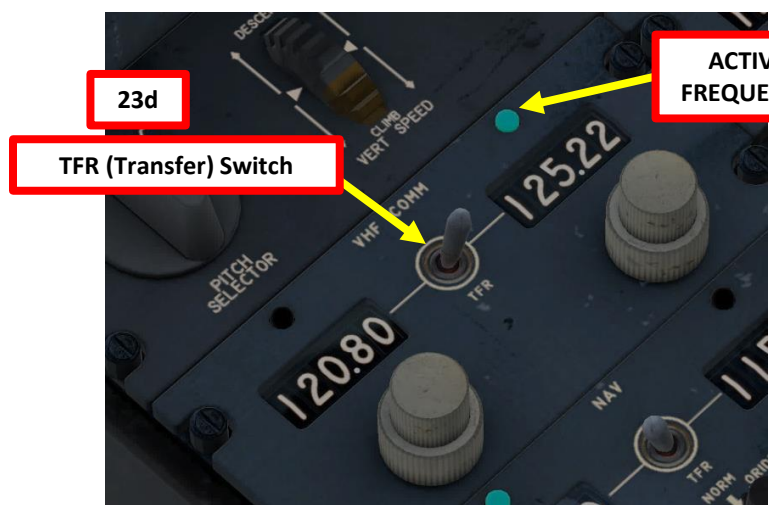 DESCE
ACTIV
FREQUE
23d
CLIMB
VERT SPEED
TFR (Transfer) Switch
125.22
VHF COMM
TFR
PITCH
SELECTOR
120.80
NAV
TFR
NORM